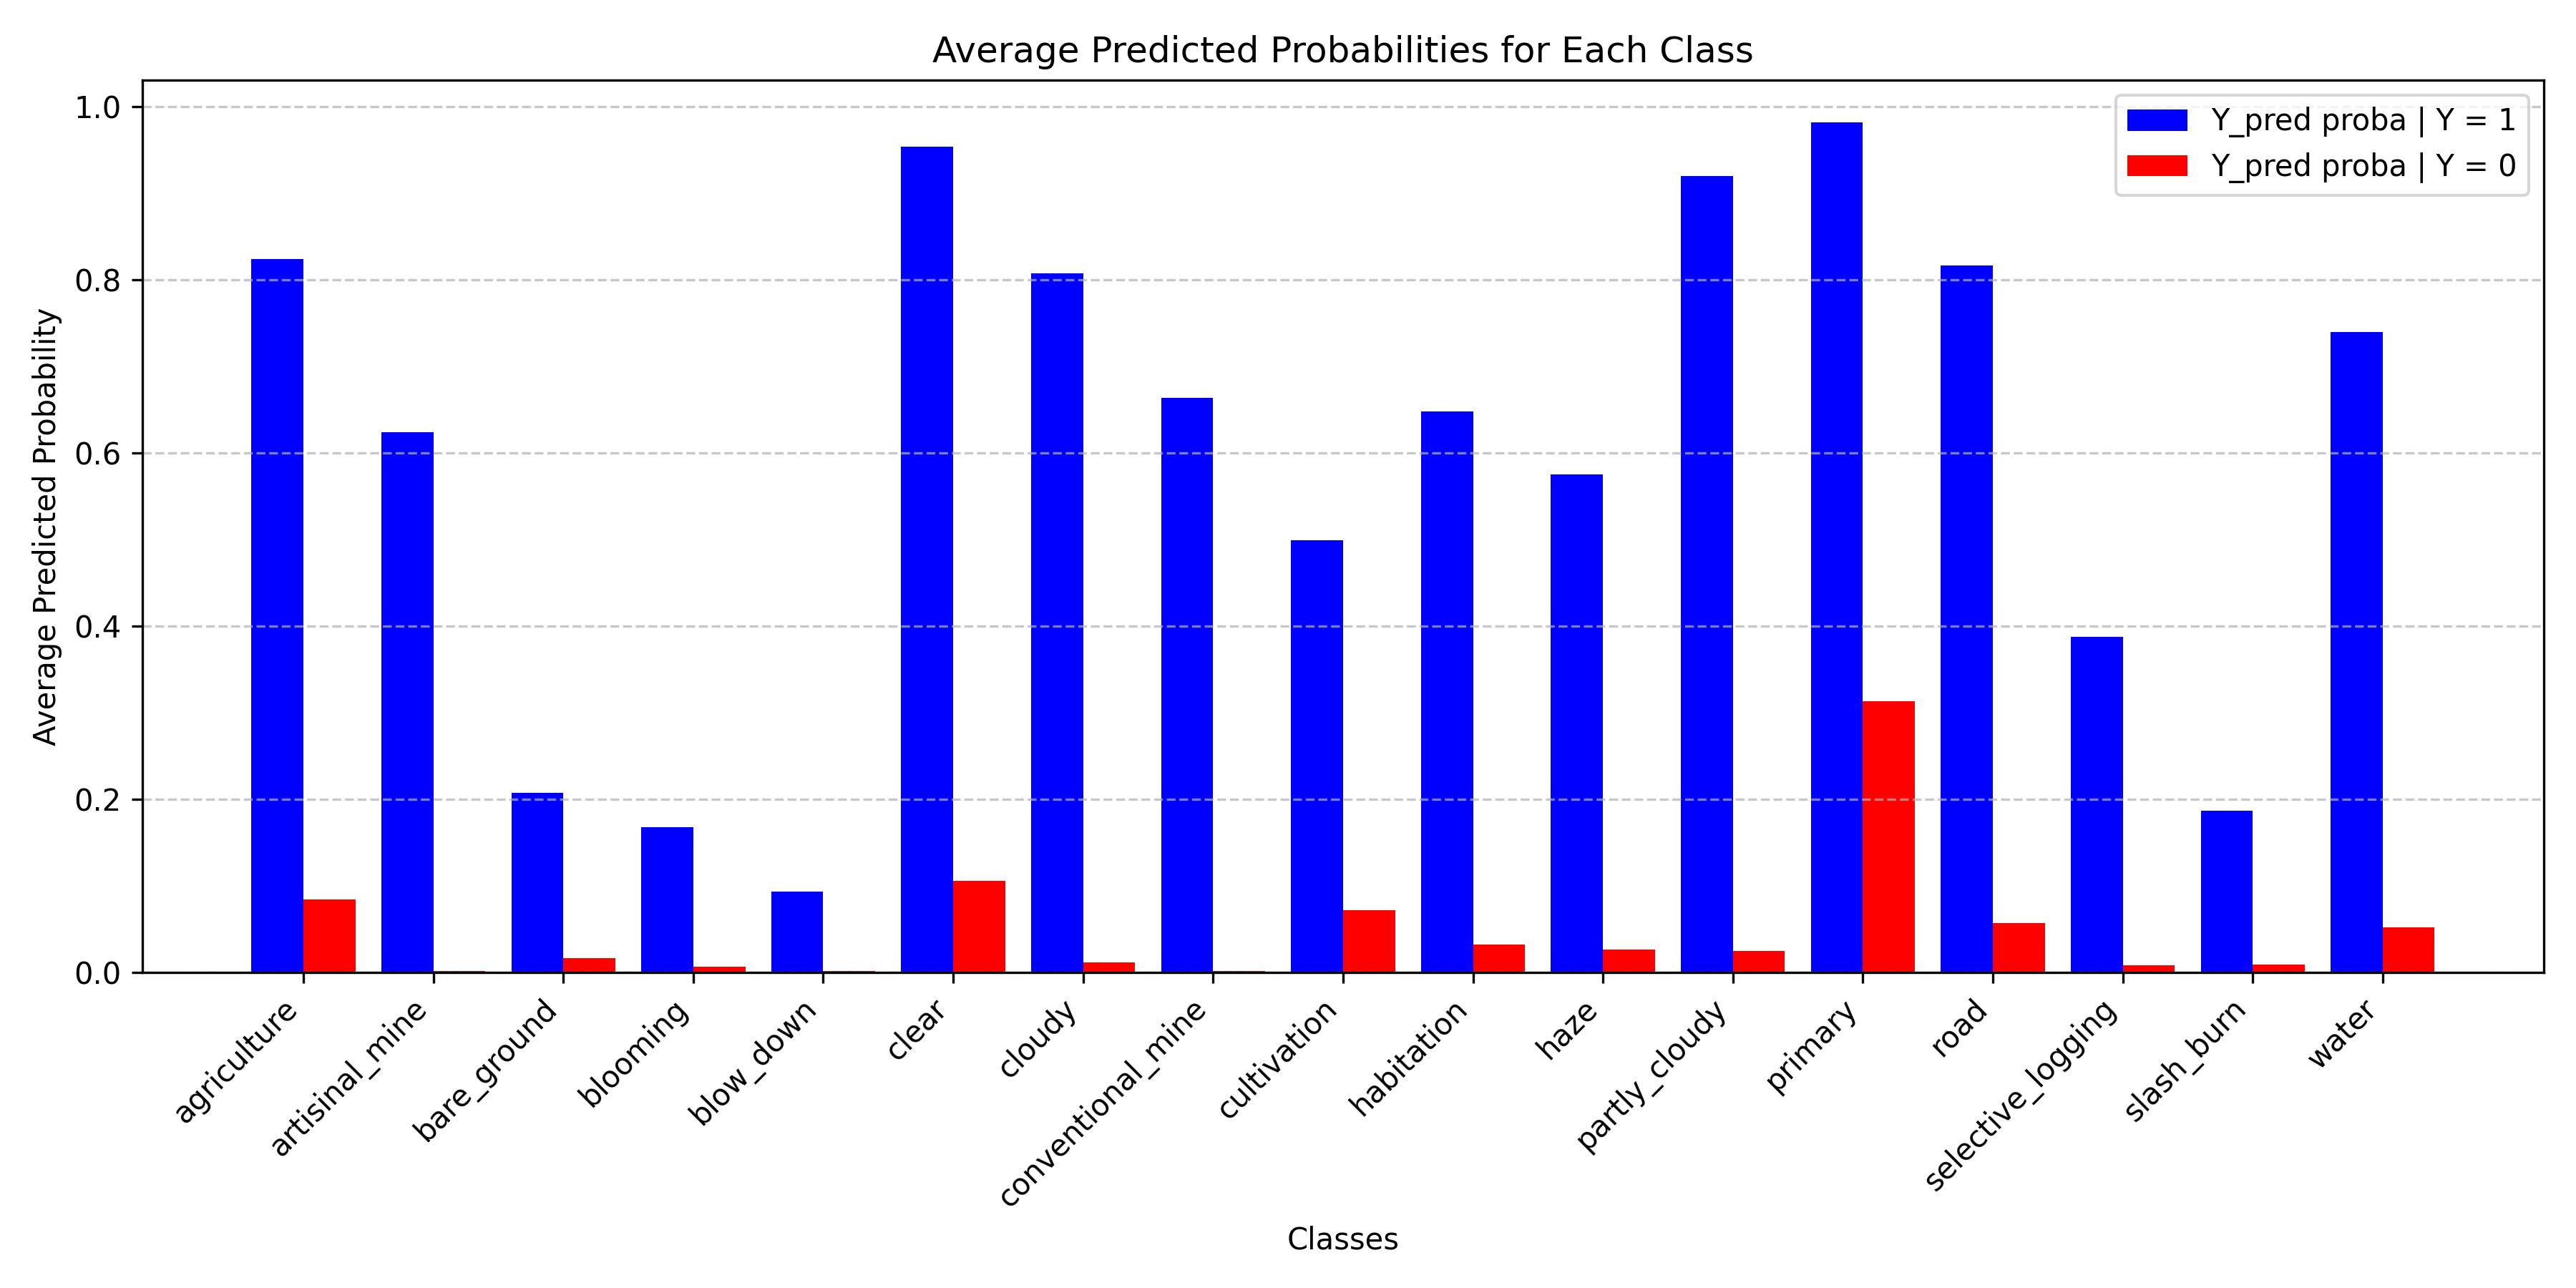 Average Predicted Probabilities for Each Class
Y_pred proba | Y = 1
Y_pred proba | Y = 0
Average Predicted Probability
1.0
0.8
0.6
0.4
0.2
0.0
agriculture
artisinal_mine
bare_ground
blooming
blow_down
clear
cloudy
conventional_mine
cultivation
habitation
haze
partly_cloudy
primary
road
selective_logging
slash_burn
water
Classes